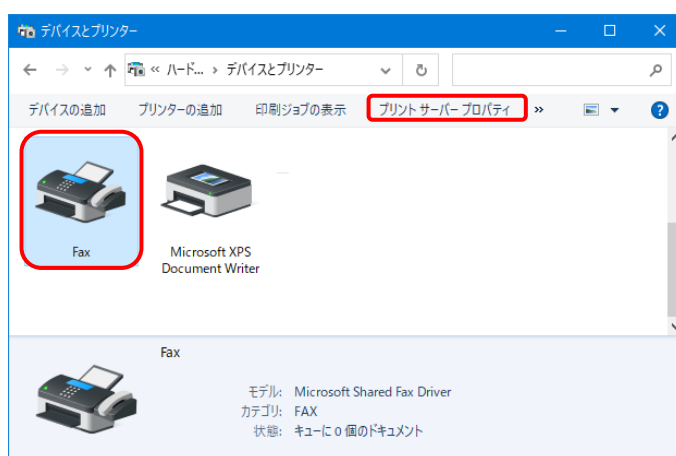 デバイスとプリンター
« ハード... › デバイスとプリンター
デバイスの追加 プリンターの追加 印刷ジョブの表示 プリント サーバー プロパティ »
Fax
Microsoft XPS
Document Writer
Fax
モデル: Microsoft Shared Fax Driver
カテゴリ: FAX
状態: キューに 0 個のドキュメント